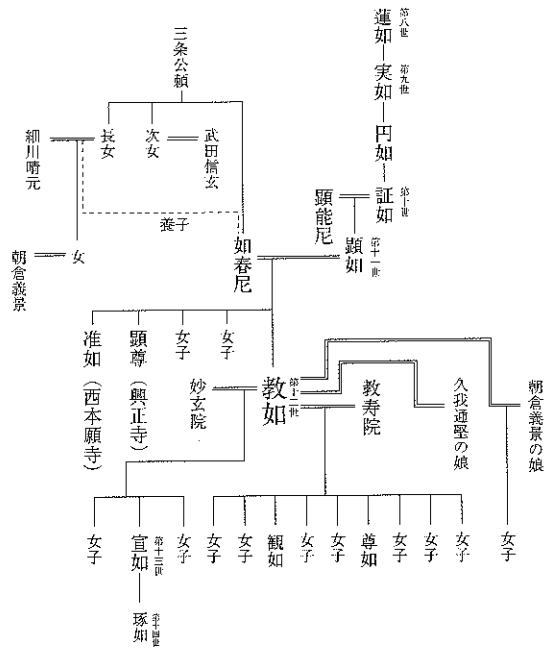 第八世
蓮如
第九世
実如
円如
第十世
証如
顕能尼
第十一世
顕如
三条公頼
長女
次女
武田信玄
細川晴元
養子
如春尼
女
朝倉義景
女子
女子
顕尊（興正寺）
准如（西本願寺）
第十二世
教如
妙玄院
教寿院
久我通堅の娘
朝倉義景の娘
女子
女子
女子
女子
尊如
女子
女子
観如
女子
女子
女子
第十三世
宣如
女子
第十四世
琢如